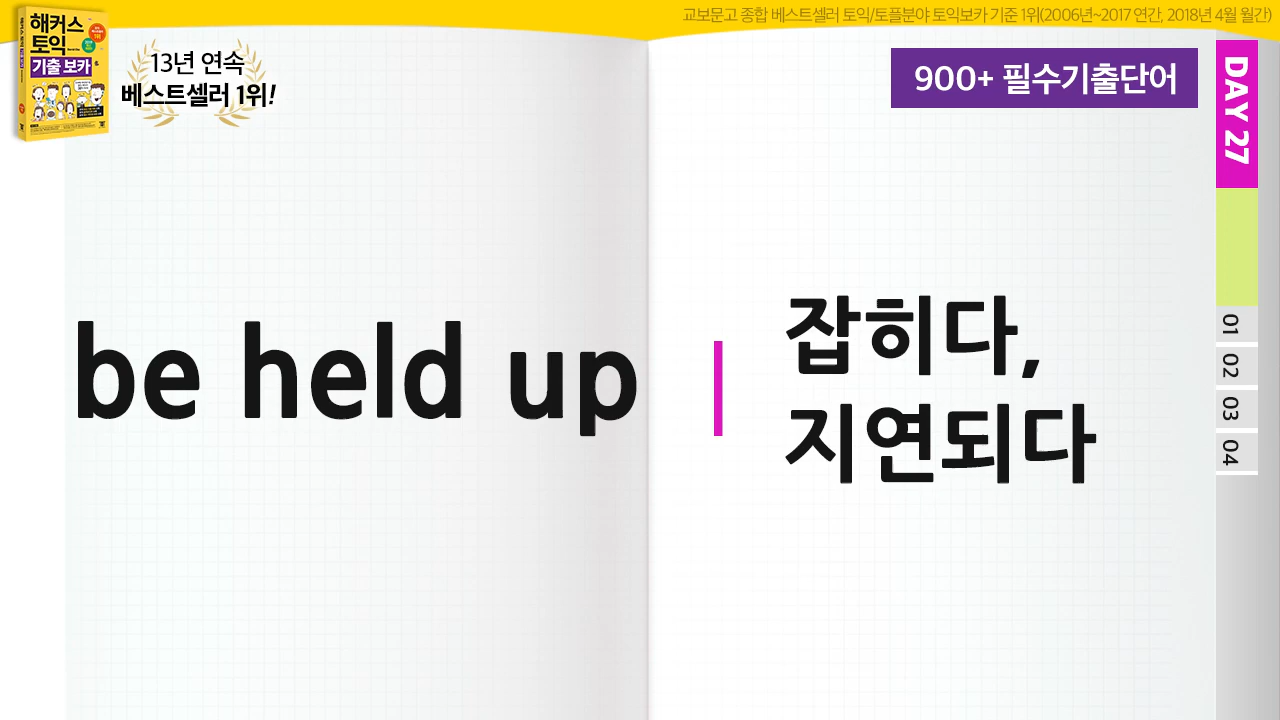 교보문고 종합 베스트셀러 토익/토플분야 토익보카 기준 1위(2006년~2017 연간, 2018년 4월 월간)
해커스
토익
기출 보카
13년 연속
베스트셀러 1위!
900+ 필수기출단어
DAY 27
be held up
잡히다,
지연되다
01
02
03
04